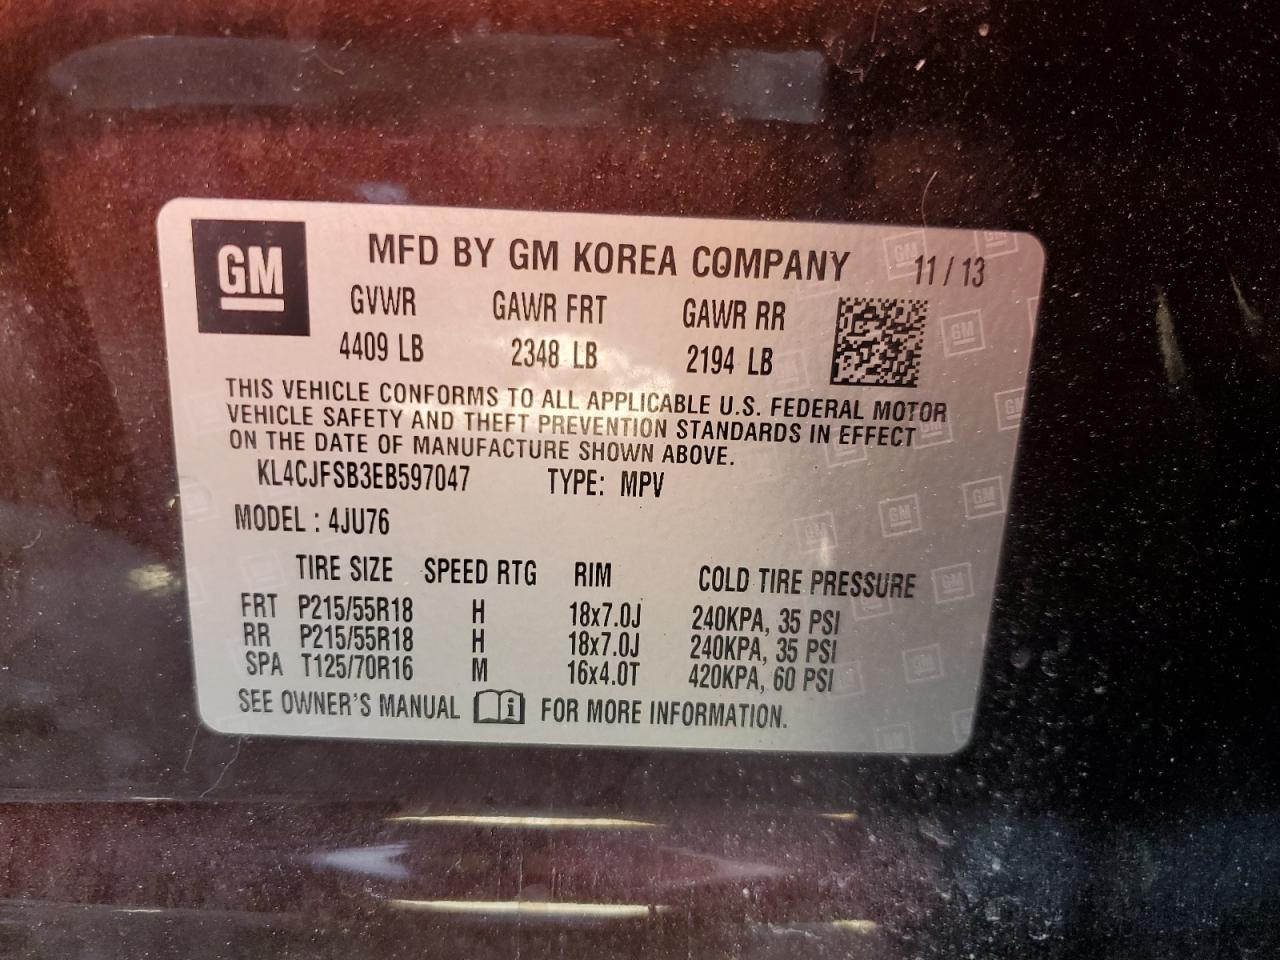 GM
MFD BY GM KOREA COMPANY 11 / 13
GVWR GAWR FRT GAWR RR
4409 LB 2348 LB 2194 LB
THIS VEHICLE CONFORMS TO ALL APPLICABLE U.S. FEDERAL MOTOR
VEHICLE SAFETY AND THEFT PREVENTION STANDARDS IN EFFECT
ON THE DATE OF MANUFACTURE SHOWN ABOVE.
KL4CJFSB3EB597047 TYPE: MPV
MODEL : 4JU76
TIRE SIZE SPEED RTG RIM COLD TIRE PRESSURE
FRT P215/55R18 H 18x7.0J 240KPA, 35 PSI
RR P215/55R18 H 18x7.0J 240KPA, 35 PSI
SPA T125/70R16 M 16x4.0T 420KPA, 60 PSI
SEE OWNER'S MANUAL i FOR MORE INFORMATION.